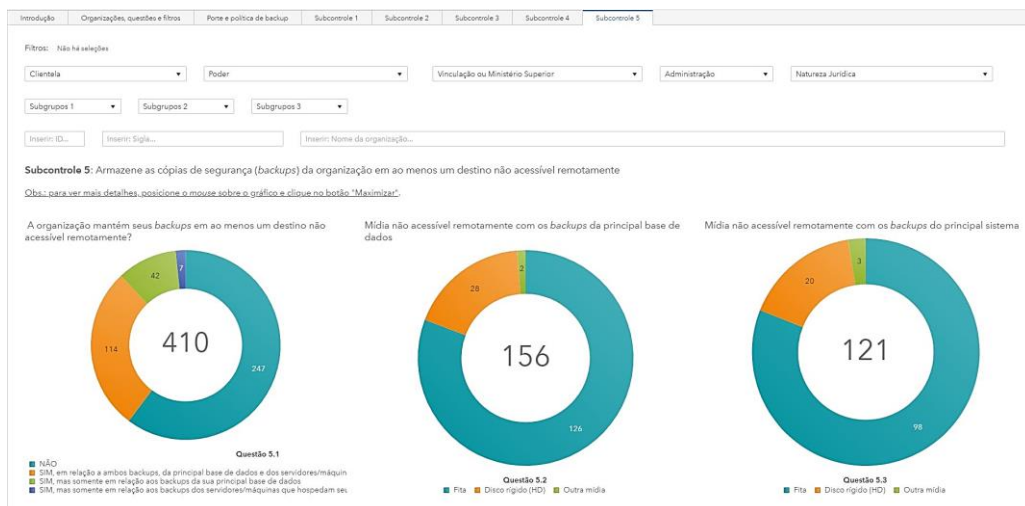 Introdução Organizações, questões e filtros Porte e política de backup Subcontrole 1 Subcontrole 2 Subcontrole 3 Subcontrole 4 Subcontrole 5
Filtros: Não há seleções
Clientela Poder Vinculação ou Ministério Superior Administração Natureza Jurídica
Subgrupos 1 Subgrupos 2 Subgrupos 3
Inserir: ID... Inserir: Sigla... Inserir: Nome da organização...
Subcontrole 5: Armazene as cópias de segurança (backups) da organização em ao menos um destino não acessível remotamente
Obs.: para ver mais detalhes, posicione o mouse sobre o gráfico e clique no botão "Maximizar".
A organização mantém seus backups em ao menos um destino não
acessível remotamente?
7
42
114
410
247
Questão 5.1
NÃO
SIM, em relação a ambos backups, da principal base de dados e dos servidores/máquin
SIM, mas somente em relação aos backups da sua principal base de dados
SIM, mas somente em relação aos backups dos servidores/máquinas que hospedam seu
Mídia não acessível remotamente com os backups da principal base de
dados
2
28
156
126
Questão 5.2
Fita Disco rígido (HD) Outra mídia
Mídia não acessível remotamente com os backups do principal sistema
3
20
121
98
Questão 5.3
Fita Disco rígido (HD) Outra mídia